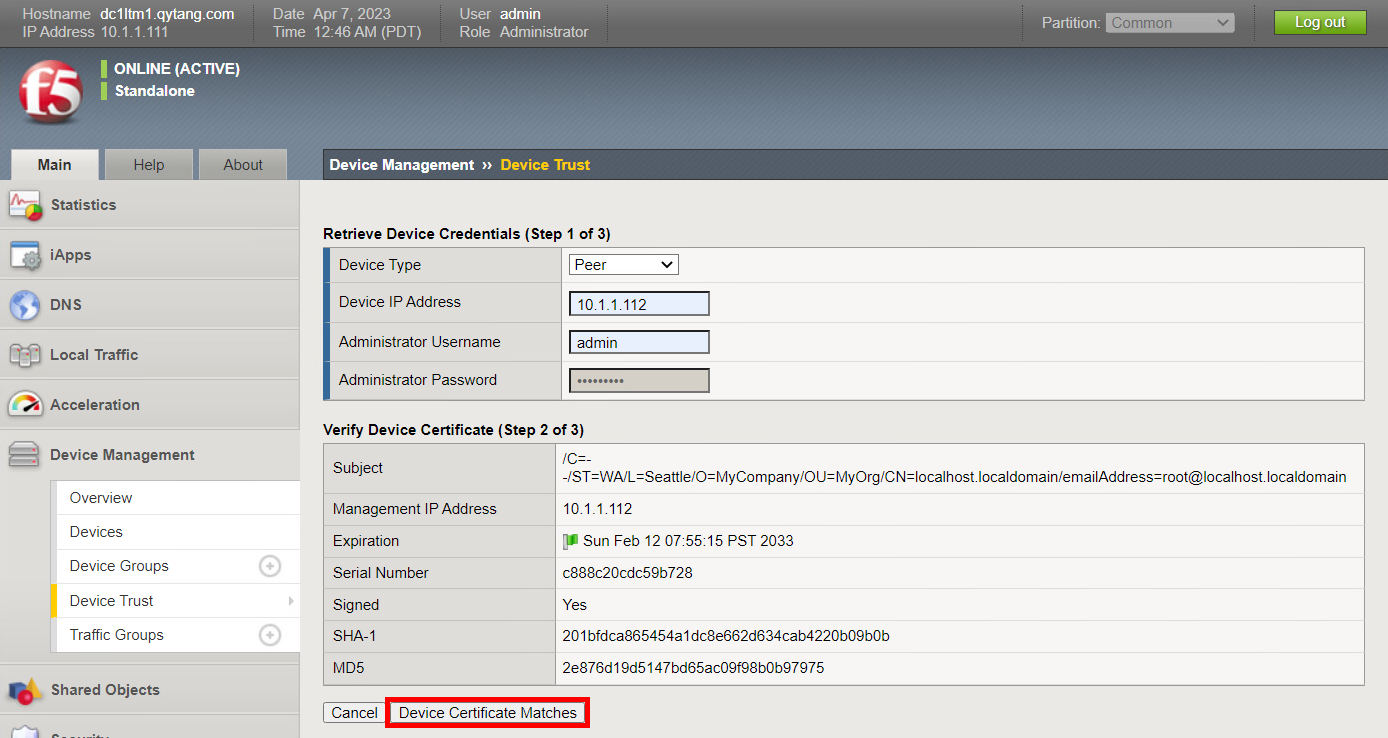 Hostname dc1ltm1.qytang.com Date Apr 7, 2023 User admin
IP Address 10.1.1.111 Time 12:46 AM (PDT) Role Administrator
Partition: Common Log out
f5
ONLINE (ACTIVE)
Standalone
Main Help About
Device Management ›› Device Trust
Statistics
iApps
DNS
Local Traffic
Acceleration
Device Management
Overview
Devices
Device Groups
Device Trust
Traffic Groups
Shared Objects
Security
Retrieve Device Credentials (Step 1 of 3)
Device Type Peer
Device IP Address 10.1.1.112
Administrator Username admin
Administrator Password •••••••••
Verify Device Certificate (Step 2 of 3)
Subject /C=-
-/ST=WA/L=Seattle/O=MyCompany/OU=MyOrg/CN=localhost.localdomain/emailAddress=root@localhost.localdomain
Management IP Address 10.1.1.112
Expiration Sun Feb 12 07:55:15 PST 2033
Serial Number c888c20cdc59b728
Signed Yes
SHA-1 201bfdca865454a1dc8e662d634cab4220b09b0b
MD5 2e876d19d5147bd65ac09f98b0b97975
Cancel Device Certificate Matches